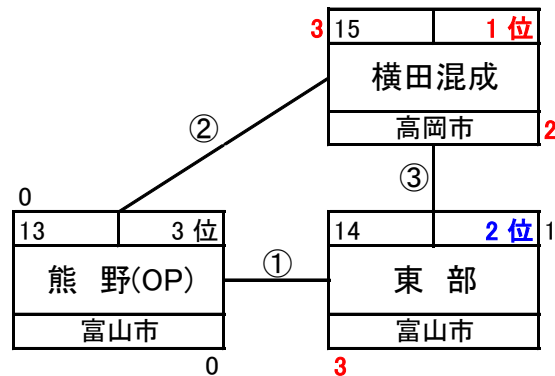 3 15 1 位
横田混成
高岡市 2
②
③
0
13 3 位
熊 野(OP)
富山市
0
①
14 2 位 1
東 部
富山市
3